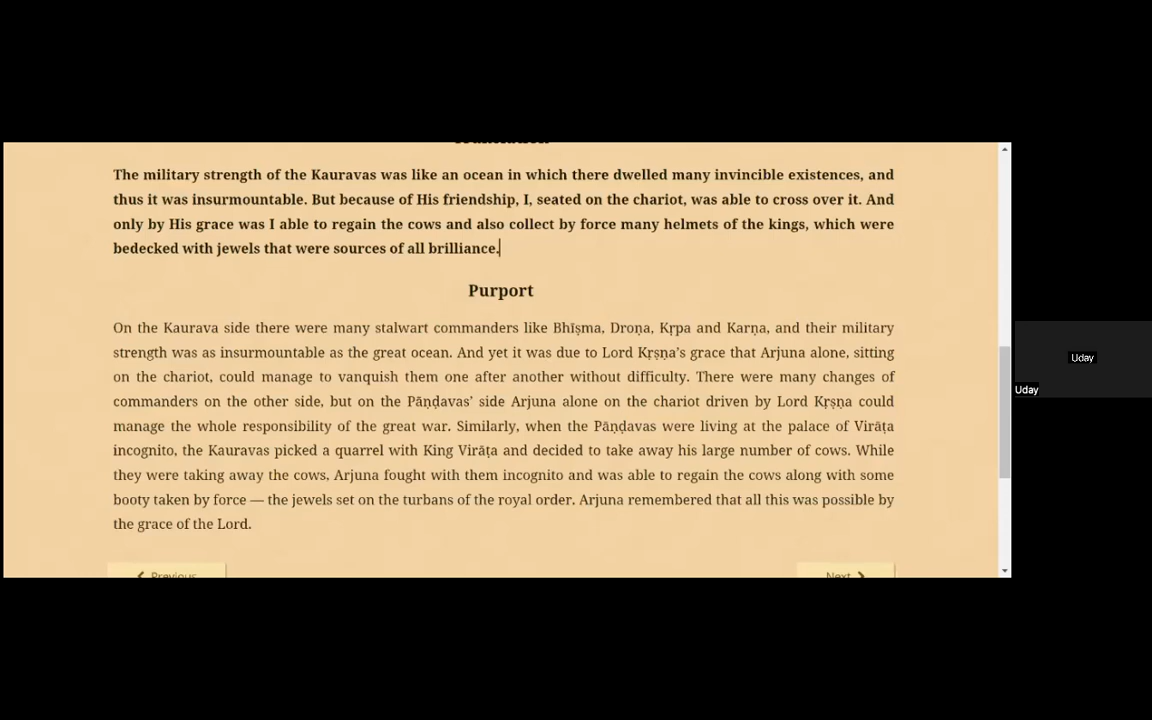 The military strength of the Kauravas was like an ocean in which there dwelled many invincible existences, and
thus it was insurmountable. But because of His friendship, I, seated on the chariot, was able to cross over it. And
only by His grace was I able to regain the cows and also collect by force many helmets of the kings, which were
bedecked with jewels that were sources of all brilliance.
Purport
On the Kaurava side there were many stalwart commanders like Bhīṣma, Droṇa, Kṛpa and Karṇa, and their military
strength was as insurmountable as the great ocean. And yet it was due to Lord Kṛṣṇa’s grace that Arjuna alone, sitting
on the chariot, could manage to vanquish them one after another without difficulty. There were many changes of
commanders on the other side, but on the Pāṇḍavas’ side Arjuna alone on the chariot driven by Lord Kṛṣṇa could
manage the whole responsibility of the great war. Similarly, when the Pāṇḍavas were living at the palace of Virāṭa
incognito, the Kauravas picked a quarrel with King Virāṭa and decided to take away his large number of cows. While
they were taking away the cows, Arjuna fought with them incognito and was able to regain the cows along with some
booty taken by force — the jewels set on the turbans of the royal order. Arjuna remembered that all this was possible by
the grace of the Lord.
Previous
Next
Uday
Uday